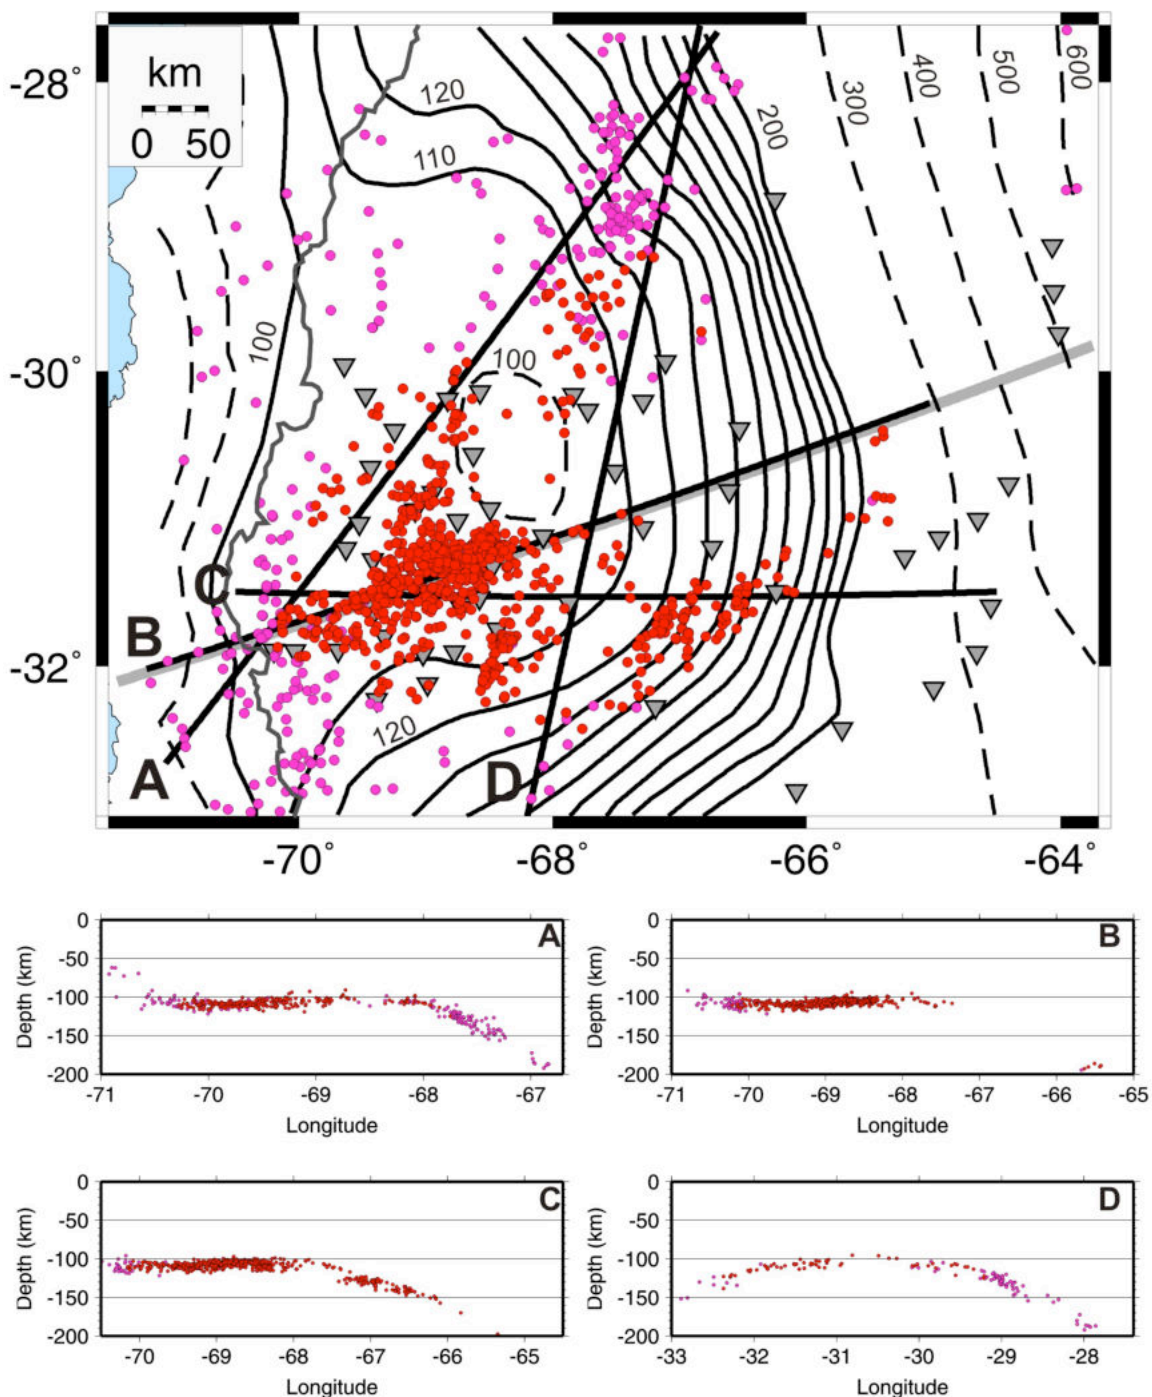 km
0 50
-28°
-30°
-32°
120
110
100
100
120
200
300
400
500
600
C
B
A
D
-70° -68° -66° -64°
A
0
-50
-100
-150
-200
Depth (km)
-71 -70 -69 -68 -67
Longitude
B
0
-50
-100
-150
-200
Depth (km)
-71 -70 -69 -68 -67 -66 -65
Longitude
C
0
-50
-100
-150
-200
Depth (km)
-70 -69 -68 -67 -66 -65
Longitude
D
0
-50
-100
-150
-200
Depth (km)
-33 -32 -31 -30 -29 -28
Longitude